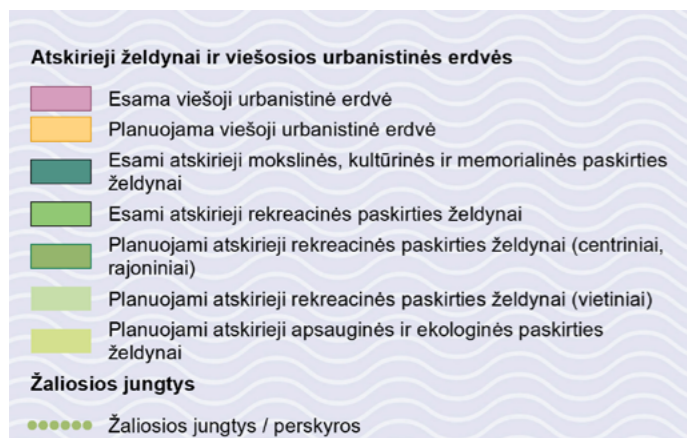 Atskirieji želdynai ir viešosios urbanistinės erdvės
Esama viešoji urbanistinė erdvė
Planuojama viešoji urbanistinė erdvė
Esami atskirieji mokslinės, kultūrinės ir memorialinės paskirties
želdynai
Esami atskirieji rekreacinės paskirties želdynai
Planuojami atskirieji rekreacinės paskirties želdynai (centriniai,
rajoniniai)
Planuojami atskirieji rekreacinės paskirties želdynai (vietiniai)
Planuojami atskirieji apsauginės ir ekologinės paskirties
želdynai
Žaliosios jungtys
Žaliosios jungtys / perskyros